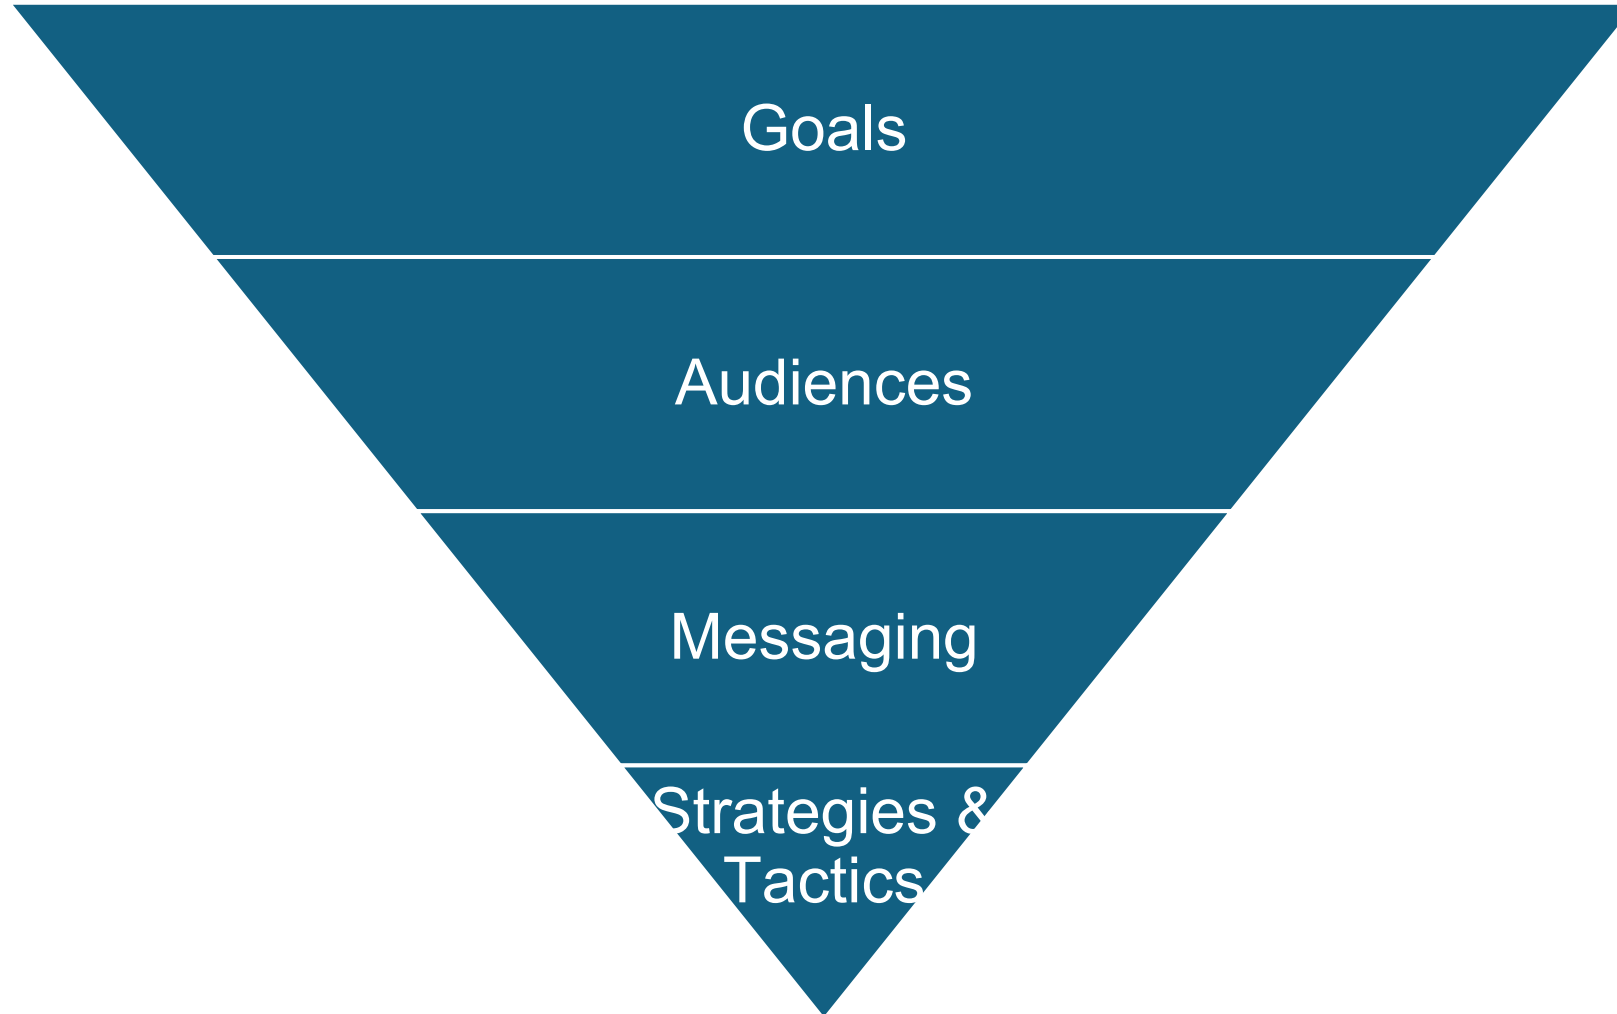 Goals
Audiences
Messaging
Strategies &
Tactics